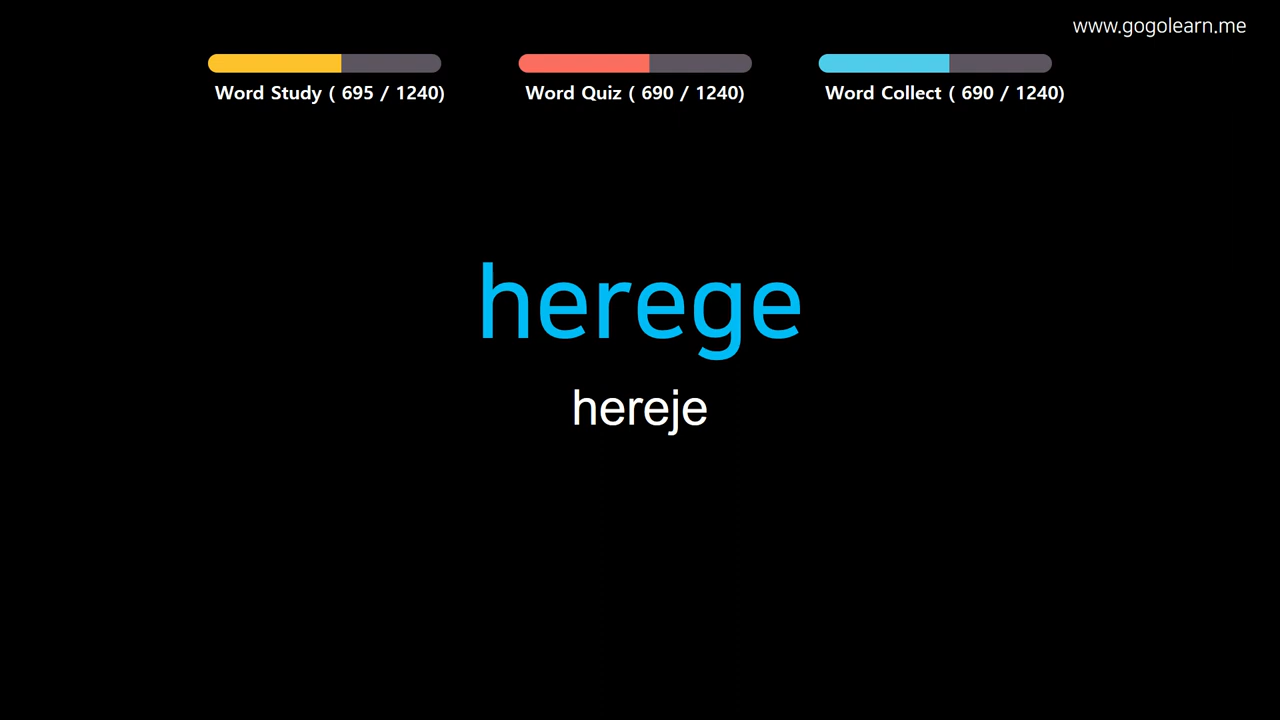 www.gogolearn.me
Word Study ( 695 / 1240)
Word Quiz ( 690 / 1240)
Word Collect ( 690 / 1240)
herege
hereje